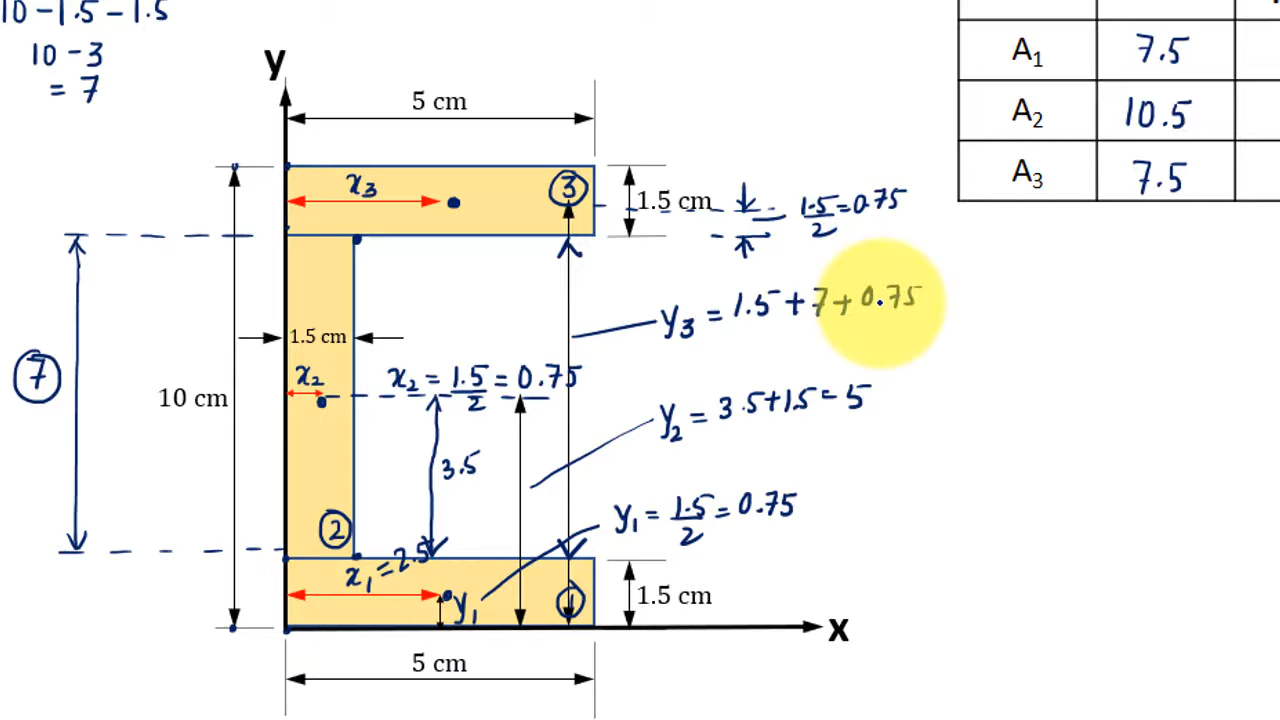 10 - 1.5 - 1.5
10 - 3
= 7
y
5 cm
x₃
3
1.5 cm
1.5/2 = 0.75
7
1.5 cm
y₃ = 1.5 + 7 + 0.75
x₂
x₂ = 1.5/2 = 0.75
10 cm
y₂ = 3.5 + 1.5 = 5
3.5
2
y₁ = 1.5/2 = 0.75
x₁ = 2.5
y₁
1
1.5 cm
x
5 cm
A₁ 7.5
A₂ 10.5
A₃ 7.5